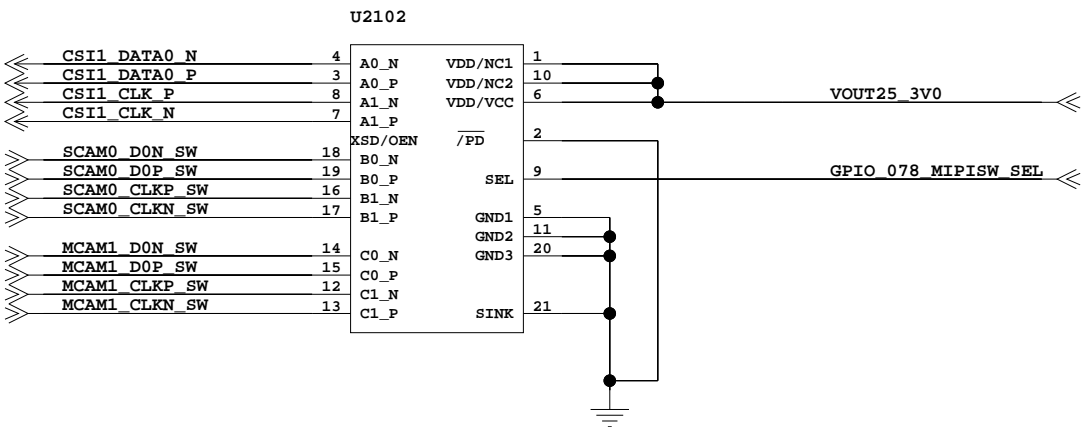 U2102
CSI1_DATA0_N 4 A0_N VDD/NC1 1
CSI1_DATA0_P 3 A0_P VDD/NC2 10
CSI1_CLK_P 8 A1_N VDD/VCC 6 VOUT25_3V0
CSI1_CLK_N 7 A1_P
XSD/OEN /PD 2
SCAM0_D0N_SW 18 B0_N
SCAM0_D0P_SW 19 B0_P SEL 9 GPIO_078_MIPISW_SEL
SCAM0_CLKP_SW 16 B1_N
SCAM0_CLKN_SW 17 B1_P GND1 5
GND2 11
MCAM1_D0N_SW 14 C0_N GND3 20
MCAM1_D0P_SW 15 C0_P
MCAM1_CLKP_SW 12 C1_N
MCAM1_CLKN_SW 13 C1_P SINK 21